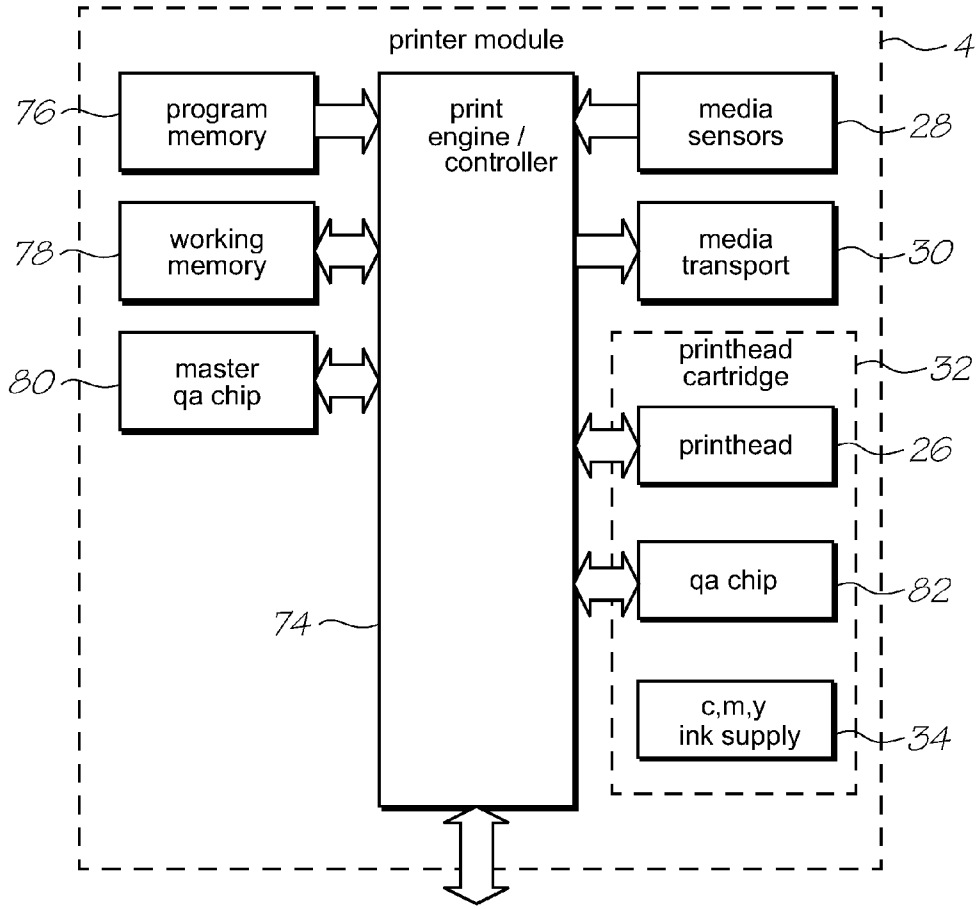 printer module
4
76
program
memory
print
engine /
controller
media
sensors
28
78
working
memory
media
transport
30
80
master
qa chip
printhead
cartridge
32
printhead
26
74
qa chip
82
c,m,y
ink supply
34